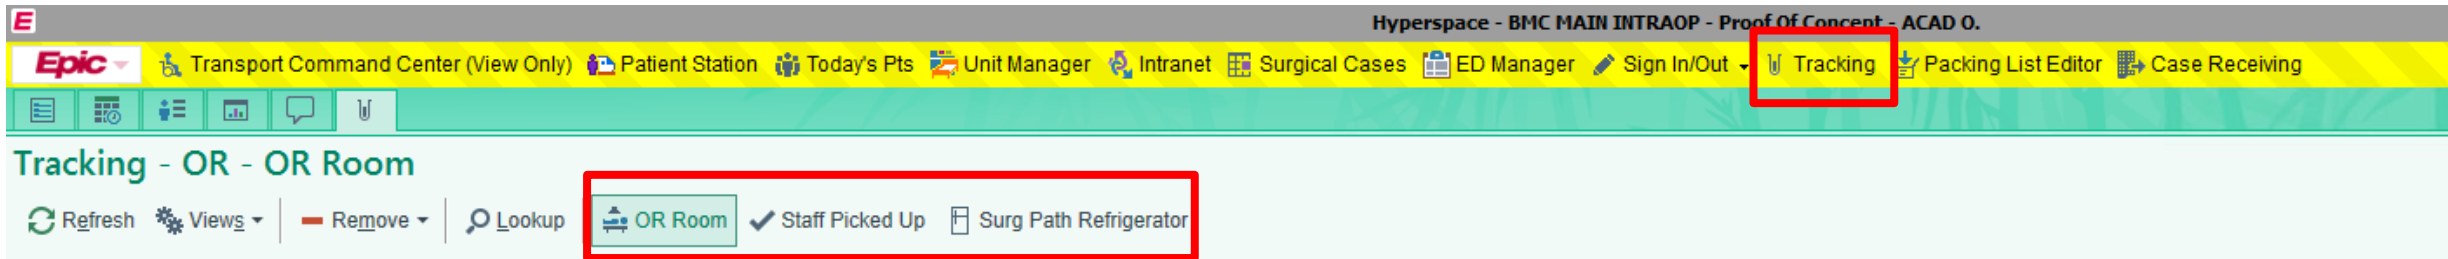 E Hyperspace - BMC MAIN INTRAOP - Proof Of Concept - ACAD O.
Epic Transport Command Center (View Only) Patient Station Today's Pts Unit Manager Intranet Surgical Cases ED Manager Sign In/Out Tracking Packing List Editor Case Receiving
Tracking - OR - OR Room
Refresh Views Remove Lookup OR Room Staff Picked Up Surg Path Refrigerator